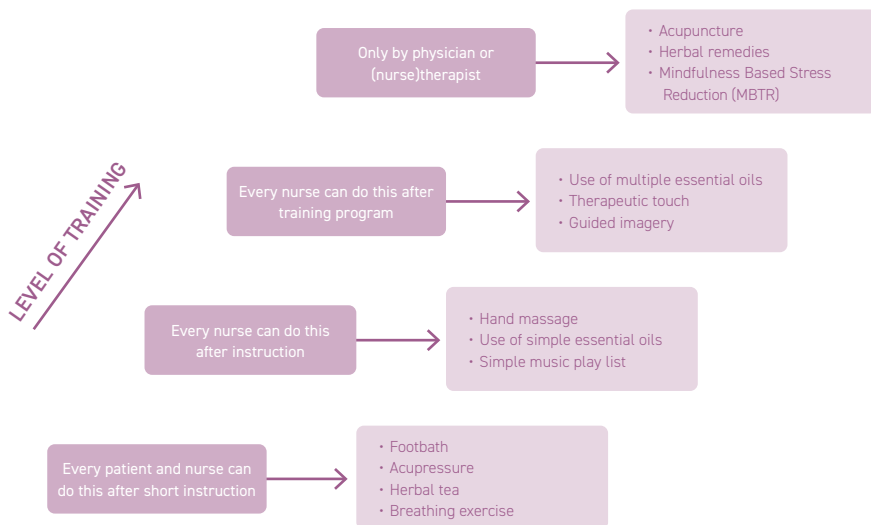 Only by physician or
(nurse)therapist
• Acupuncture
• Herbal remedies
• Mindfulness Based Stress
Reduction (MBTR)
LEVEL OF TRAINING
Every nurse can do this after
training program
• Use of multiple essential oils
• Therapeutic touch
• Guided imagery
Every nurse can do this
after instruction
• Hand massage
• Use of simple essential oils
• Simple music play list
Every patient and nurse can
do this after short instruction
• Footbath
• Acupressure
• Herbal tea
• Breathing exercise